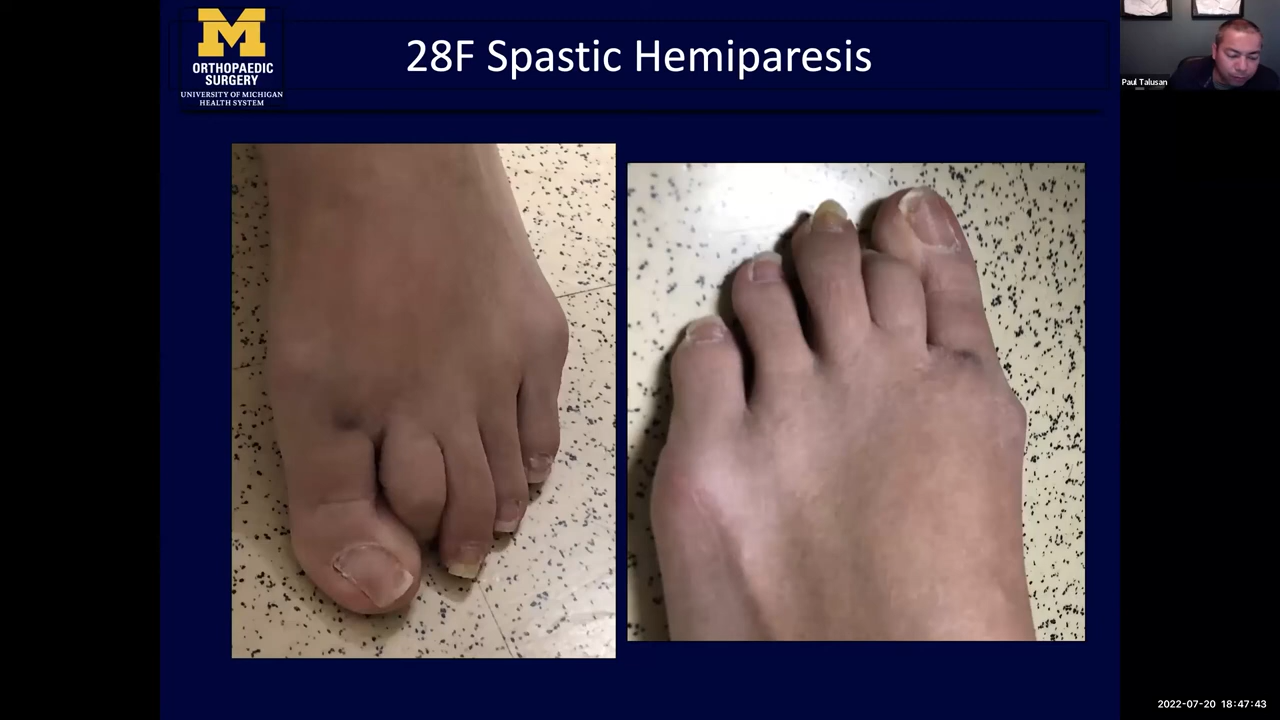 M
ORTHOPAEDIC
SURGERY
UNIVERSITY OF MICHIGAN
HEALTH SYSTEM
28F Spastic Hemiparesis
Paul Talusan
2022-07-20 18:47:43